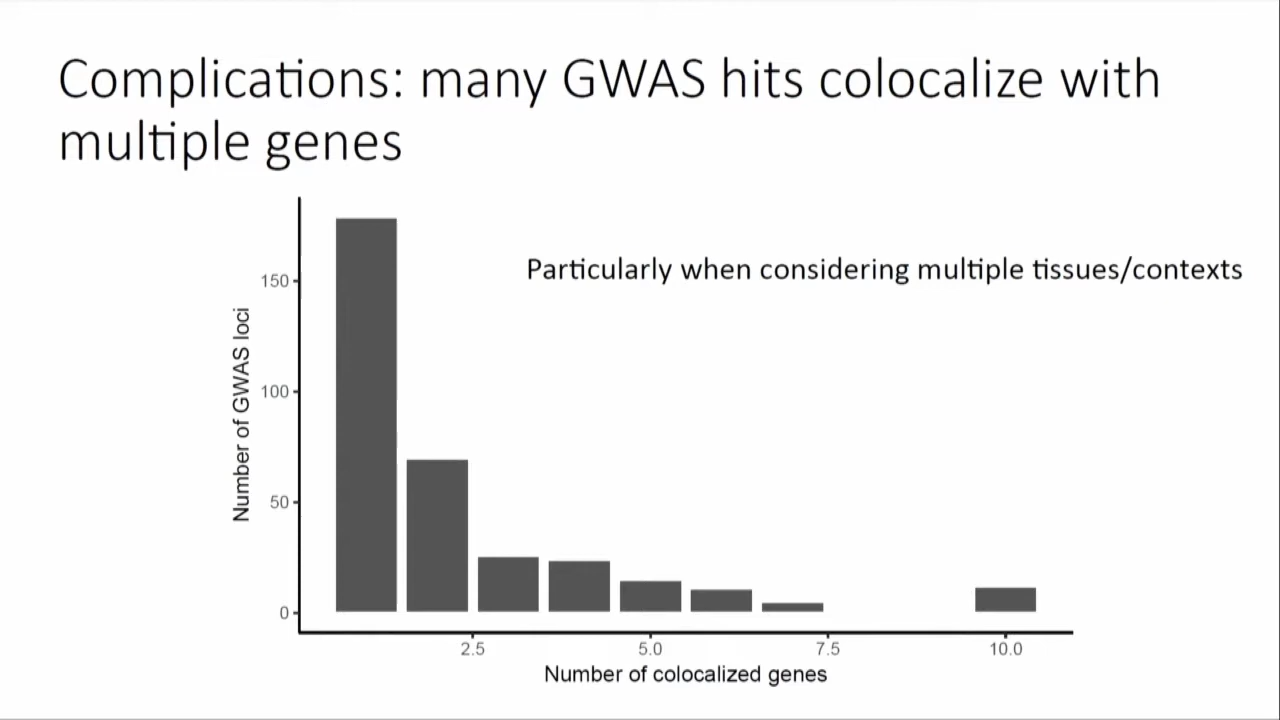 Complications: many GWAS hits colocalize with
multiple genes
Particularly when considering multiple tissues/contexts
Number of GWAS loci
150
100
50
0
2.5 5.0 7.5 10.0
Number of colocalized genes